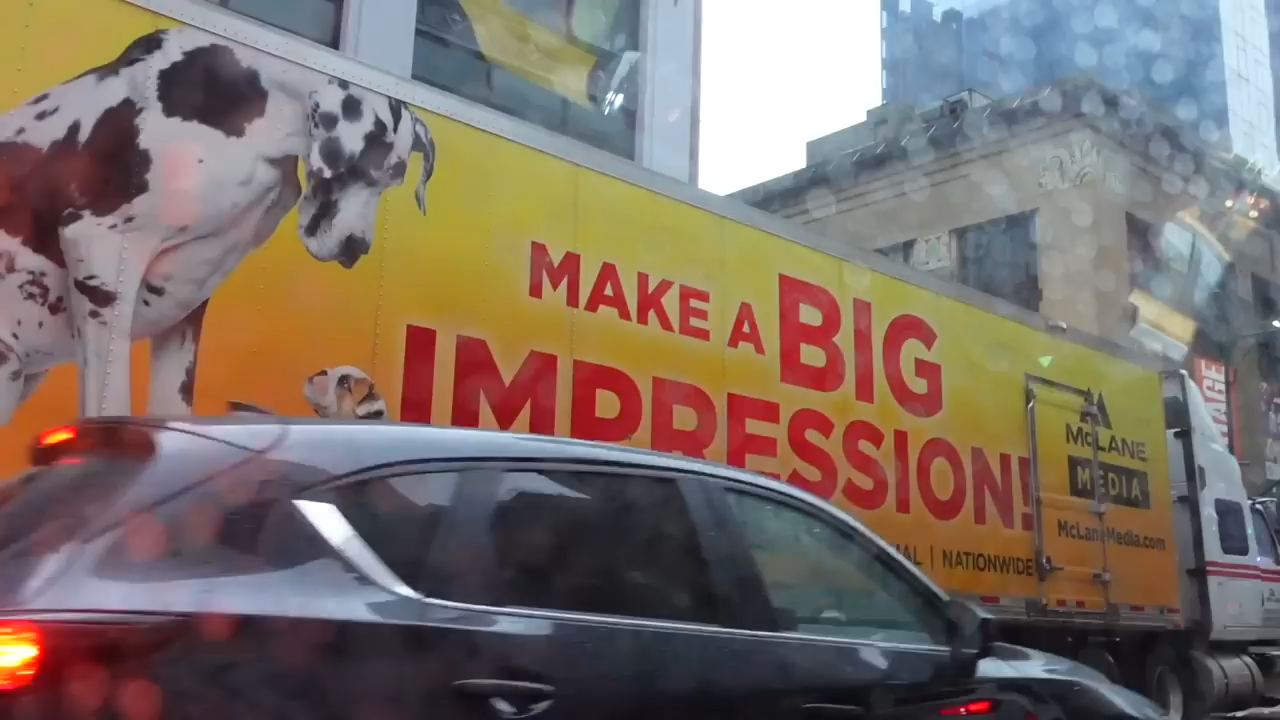 MAKE A BIG
IMPRESSION!
McLANE
MEDIA
McLaneMedia.com
| NATIONWIDE